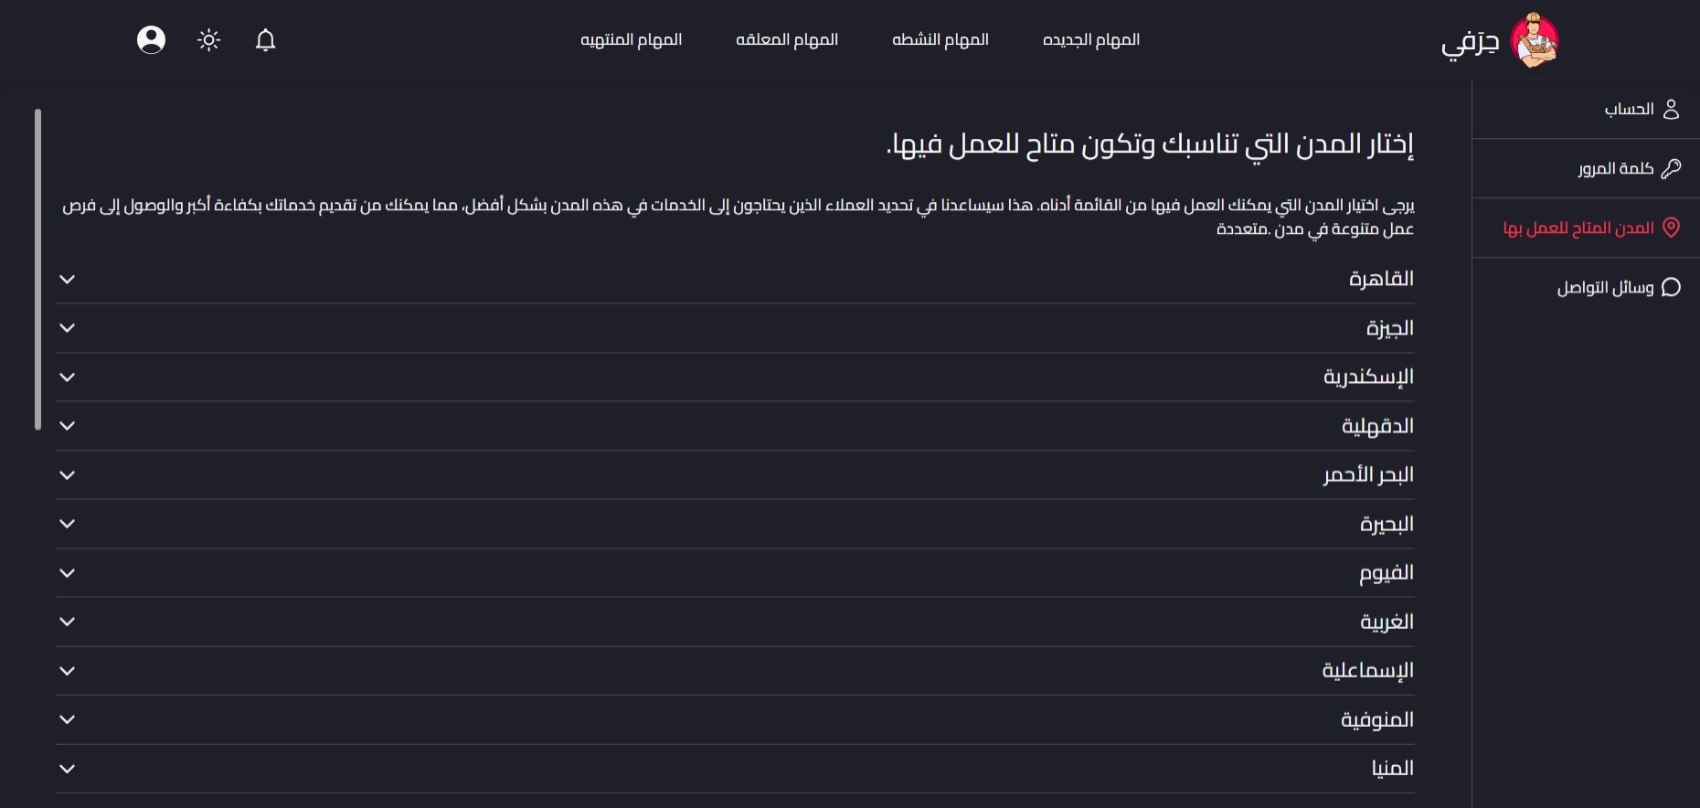 حِرَفي
المهام الجديده
المهام النشطه
المهام المعلقه
المهام المنتهيه
الحساب
كلمة المرور
المدن المتاح للعمل بها
وسائل التواصل
إختار المدن التي تناسبك وتكون متاح للعمل فيها.
يرجى اختيار المدن التي يمكنك العمل فيها من القائمة أدناه. هذا سيساعدنا في تحديد العملاء الذين يحتاجون إلى الخدمات في هذه المدن بشكل أفضل، مما يمكنك من تقديم خدماتك بكفاءة أكبر والوصول إلى فرص
عمل متنوعة في مدن .متعددة
القاهرة
الجيزة
الإسكندرية
الدقهلية
البحر الأحمر
البحيرة
الفيوم
الغربية
الإسماعلية
المنوفية
المنيا